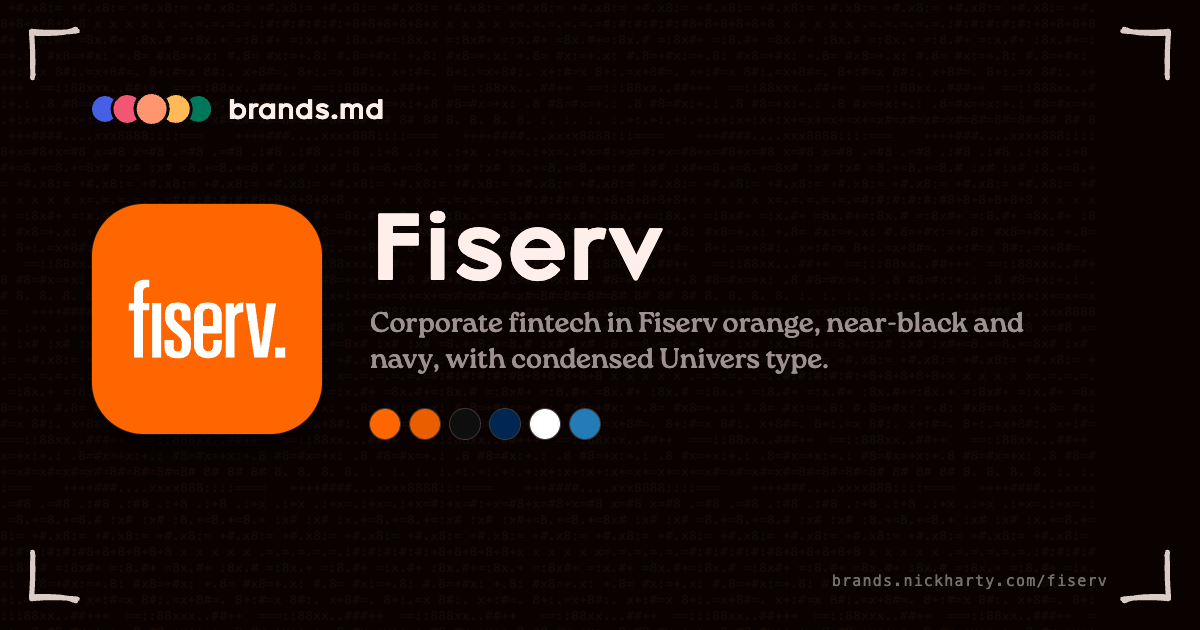 brands.md
fiserv.
Fiserv
Corporate fintech in Fiserv orange, near-black and
navy, with condensed Univers type.
brands.nickharty.com/fiserv